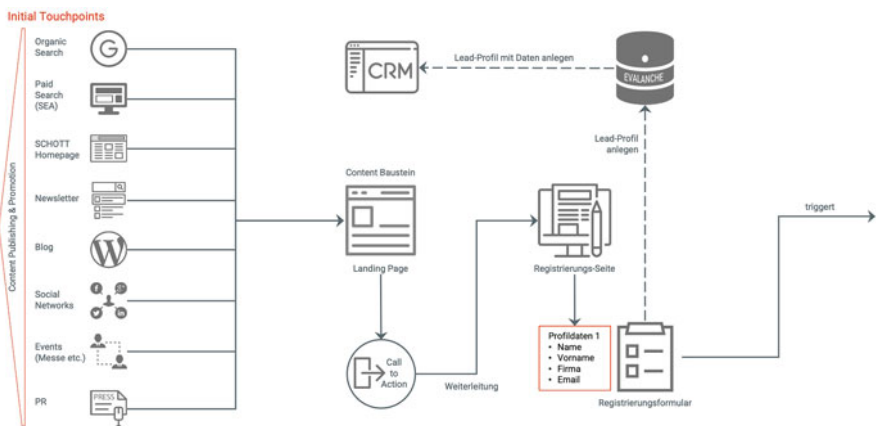 Initial Touchpoints
Content Publishing & Promotion
Organic
Search
G
Paid
Search
(SEA)
SCHOTT
Homepage
Newsletter
Blog
Social
Networks
Events
(Messe etc.)
PR
PRESS
Content Baustein
Landing Page
Call
to
Action
Weiterleitung
CRM
Lead-Profil mit Daten anlegen
EVALANCHE
Lead-Profil
anlegen
Registrierungs-Seite
Profildaten 1
• Name
• Vorname
• Firma
• Email
Registrierungsformular
triggert